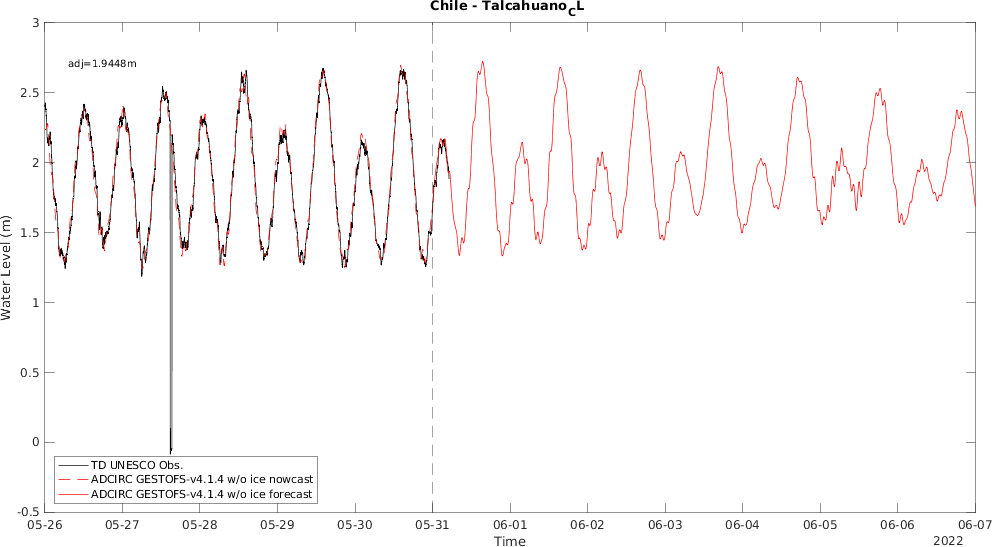 Chile - Talcahuano_CL
3
adj=1.9448m
2.5
2
1.5
1
0.5
0
-0.5
Water Level (m)
TD UNESCO Obs.
ADCIRC GESTOFS-v4.1.4 w/o ice nowcast
ADCIRC GESTOFS-v4.1.4 w/o ice forecast
05-26 05-27 05-28 05-29 05-30 05-31 06-01 06-02 06-03 06-04 06-05 06-06 06-07
Time
2022